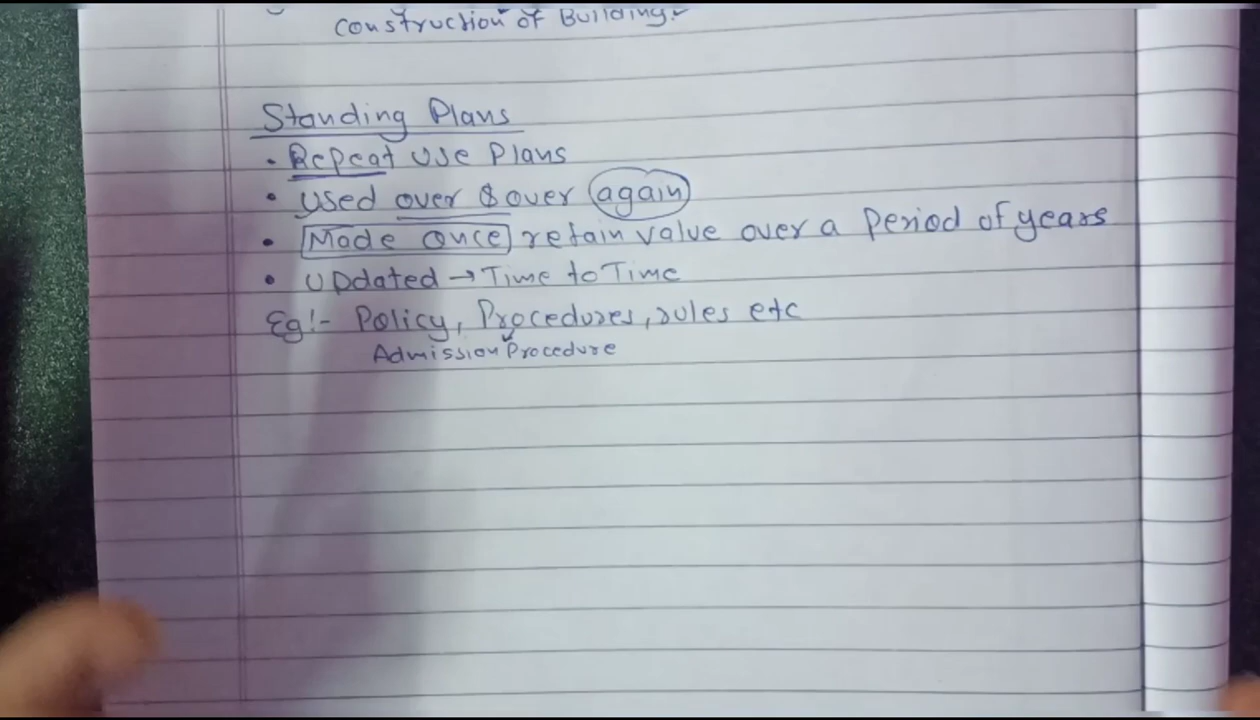 construction of Building.
Standing Plans
• Repeat use Plans
• Used over & over again
• Made once retain value over a Period of years
• Updated → Time to Time
Eg:- Policy, Procedures, rules etc
Admission Procedure